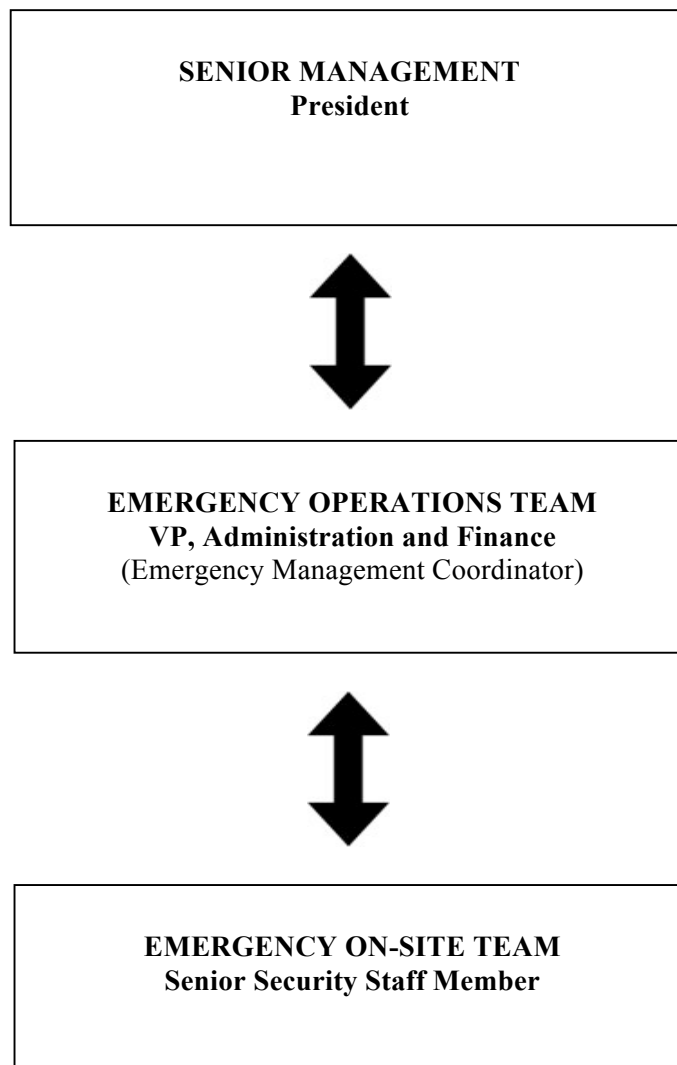 SENIOR MANAGEMENT
President
EMERGENCY OPERATIONS TEAM
VP, Administration and Finance
(Emergency Management Coordinator)
EMERGENCY ON-SITE TEAM
Senior Security Staff Member